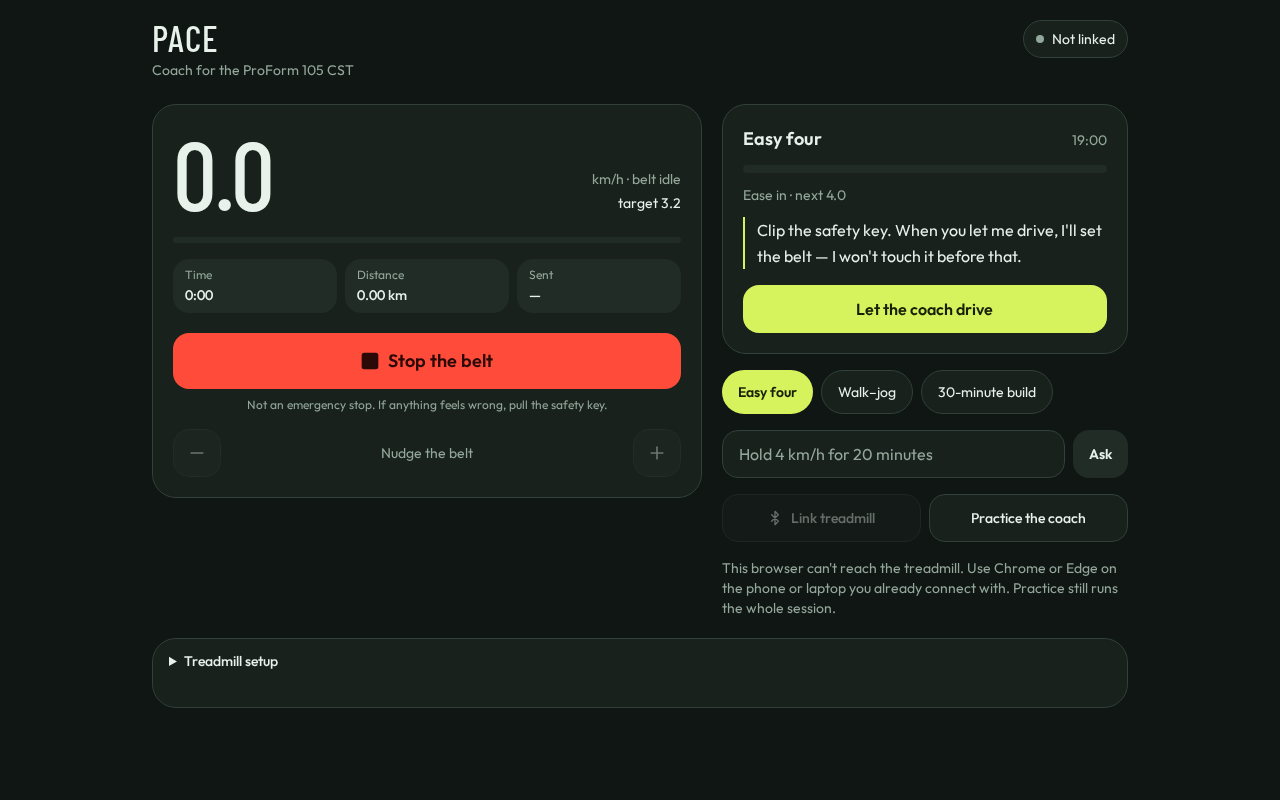 PACE
Coach for the ProForm 105 CST
Not linked
0.0
km/h · belt idle
target 3.2
Time
0:00
Distance
0.00 km
Sent
—
Stop the belt
Not an emergency stop. If anything feels wrong, pull the safety key.
Nudge the belt
Easy four
19:00
Ease in · next 4.0
Clip the safety key. When you let me drive, I'll set
the belt — I won't touch it before that.
Let the coach drive
Easy four
Walk–jog
30-minute build
Hold 4 km/h for 20 minutes
Ask
Link treadmill
Practice the coach
This browser can't reach the treadmill. Use Chrome or Edge on
the phone or laptop you already connect with. Practice still runs
the whole session.
Treadmill setup